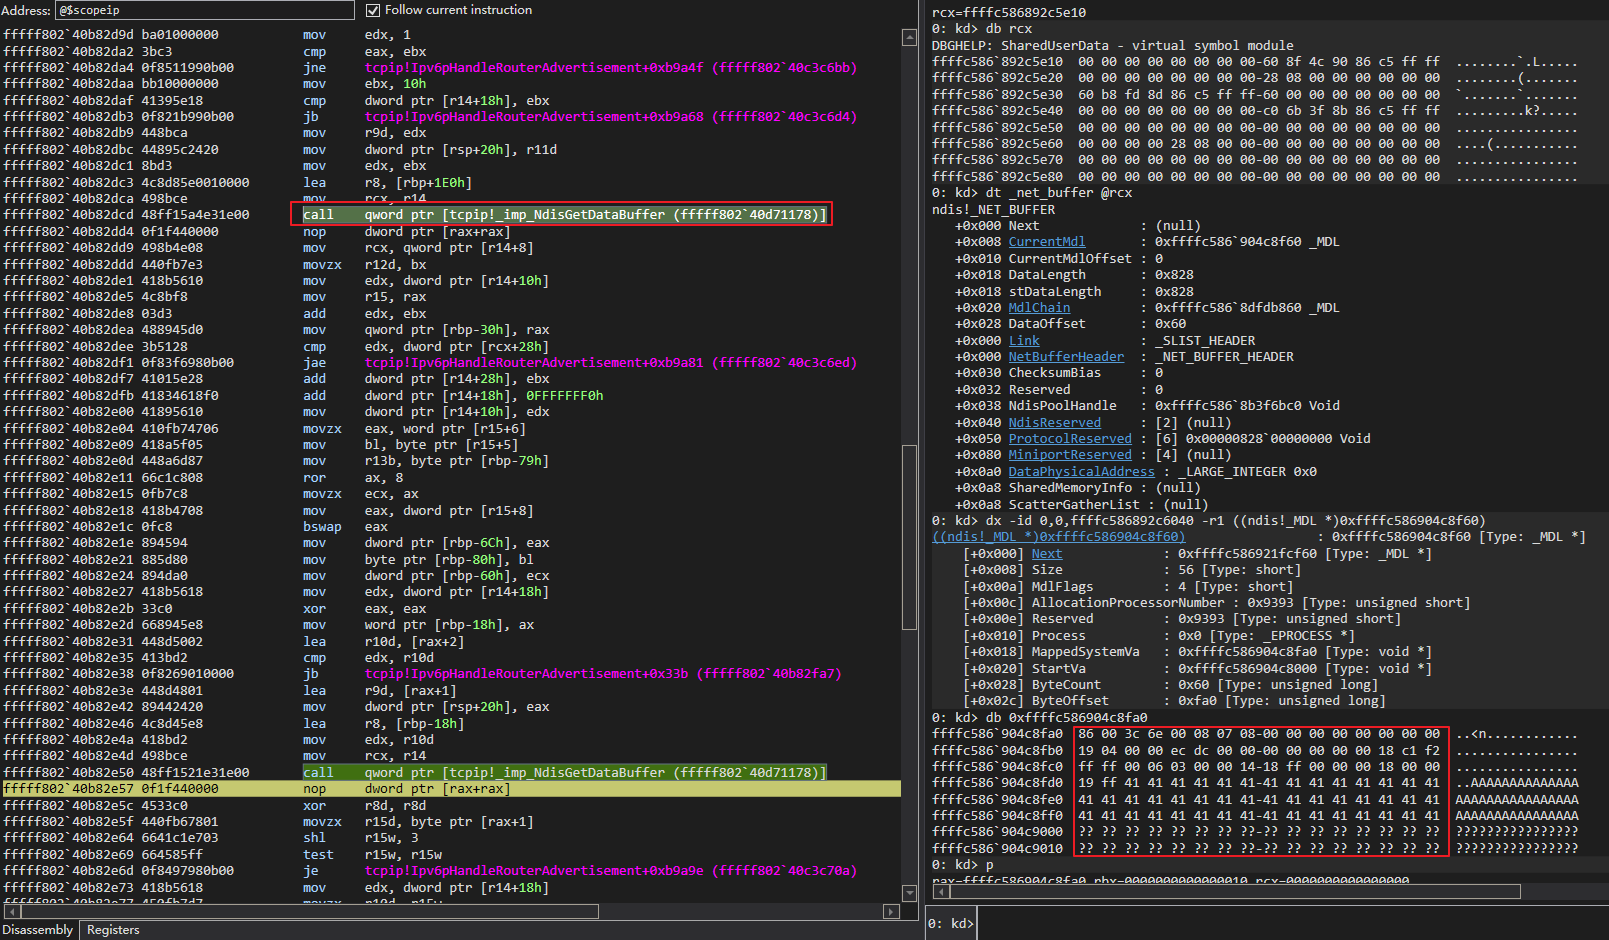 Address: @$scopeip Follow current instruction
fffff802`40b82d9d ba01000000 mov edx, 1
fffff802`40b82da2 3bc3 cmp eax, ebx
fffff802`40b82da4 0f8511990b00 jne tcpip!Ipv6pHandleRouterAdvertisement+0xb9a4f (fffff802`40c3c6bb)
fffff802`40b82daa bb10000000 mov ebx, 10h
fffff802`40b82daf 41395e18 cmp dword ptr [r14+18h], ebx
fffff802`40b82db3 0f821b990b00 jb tcpip!Ipv6pHandleRouterAdvertisement+0xb9a68 (fffff802`40c3c6d4)
fffff802`40b82db9 448bca mov r9d, edx
fffff802`40b82dbc 44895c2420 mov dword ptr [rsp+20h], r11d
fffff802`40b82dc1 8bd3 mov edx, ebx
fffff802`40b82dc3 4c8d85e0010000 lea r8, [rbp+1E0h]
fffff802`40b82dca 498bce mov rcx, r14
fffff802`40b82dcd 48ff15a4e31e00 call qword ptr [tcpip!_imp_NdisGetDataBuffer (fffff802`40d71178)]
fffff802`40b82dd4 0f1f440000 nop dword ptr [rax+rax]
fffff802`40b82dd9 498b4e08 mov rcx, qword ptr [r14+8]
fffff802`40b82ddd 440fb7e3 movzx r12d, bx
fffff802`40b82de1 418b5610 mov edx, dword ptr [r14+10h]
fffff802`40b82de5 4c8bf8 mov r15, rax
fffff802`40b82de8 03d3 add edx, ebx
fffff802`40b82dea 488945d0 mov qword ptr [rbp-30h], rax
fffff802`40b82dee 3b5128 cmp edx, dword ptr [rcx+28h]
fffff802`40b82df1 0f83f6980b00 jae tcpip!Ipv6pHandleRouterAdvertisement+0xb9a81 (fffff802`40c3c6ed)
fffff802`40b82df7 41015e28 add dword ptr [r14+28h], ebx
fffff802`40b82dfb 41834618f0 add dword ptr [r14+18h], 0FFFFFFF0h
fffff802`40b82e00 41895610 mov dword ptr [r14+10h], edx
fffff802`40b82e04 410fb74706 movzx eax, word ptr [r15+6]
fffff802`40b82e09 418a5f05 mov bl, byte ptr [r15+5]
fffff802`40b82e0d 448a6d87 mov r13b, byte ptr [rbp-79h]
fffff802`40b82e11 66c1c808 ror ax, 8
fffff802`40b82e15 0fb7c8 movzx ecx, ax
fffff802`40b82e18 418b4708 mov eax, dword ptr [r15+8]
fffff802`40b82e1c 0fc8 bswap eax
fffff802`40b82e1e 894594 mov dword ptr [rbp-6Ch], eax
fffff802`40b82e21 885d80 mov byte ptr [rbp-80h], bl
fffff802`40b82e24 894da0 mov dword ptr [rbp-60h], ecx
fffff802`40b82e27 418b5618 mov edx, dword ptr [r14+18h]
fffff802`40b82e2b 33c0 xor eax, eax
fffff802`40b82e2d 668945e8 mov word ptr [rbp-18h], ax
fffff802`40b82e31 448d5002 lea r10d, [rax+2]
fffff802`40b82e35 413bd2 cmp edx, r10d
fffff802`40b82e38 0f8269010000 jb tcpip!Ipv6pHandleRouterAdvertisement+0x33b (fffff802`40b82fa7)
fffff802`40b82e3e 448d4801 lea r9d, [rax+1]
fffff802`40b82e42 89442420 mov dword ptr [rsp+20h], eax
fffff802`40b82e46 4c8d45e8 lea r8, [rbp-18h]
fffff802`40b82e4a 418bd2 mov edx, r10d
fffff802`40b82e4d 498bce mov rcx, r14
fffff802`40b82e50 48ff1521e31e00 call qword ptr [tcpip!_imp_NdisGetDataBuffer (fffff802`40d71178)]
fffff802`40b82e57 0f1f440000 nop dword ptr [rax+rax]
fffff802`40b82e5c 4533c0 xor r8d, r8d
fffff802`40b82e5f 440fb67801 movzx r15d, byte ptr [rax+1]
fffff802`40b82e64 6641c1e703 shl r15w, 3
fffff802`40b82e69 664585ff test r15w, r15w
fffff802`40b82e6d 0f8497980b00 je tcpip!Ipv6pHandleRouterAdvertisement+0xb9a9e (fffff802`40c3c70a)
fffff802`40b82e73 418b5618 mov edx, dword ptr [r14+18h]
fffff802`40b82e77 450fb7d7 movzx r10d, r15w
Disassembly Registers
rcx=ffffc586892c5e10
0: kd> db rcx
DBGHELP: SharedUserData - virtual symbol module
ffffc586`892c5e10 00 00 00 00 00 00 00 00-60 8f 4c 90 86 c5 ff ff ........`.L.....
ffffc586`892c5e20 00 00 00 00 00 00 00 00-28 08 00 00 00 00 00 00 ........(.......
ffffc586`892c5e30 60 b8 fd 8d 86 c5 ff ff-60 00 00 00 00 00 00 00 `.......`.......
ffffc586`892c5e40 00 00 00 00 00 00 00 00-c0 6b 3f 8b 86 c5 ff ff .........k?.....
ffffc586`892c5e50 00 00 00 00 00 00 00 00-00 00 00 00 00 00 00 00 ................
ffffc586`892c5e60 00 00 00 00 28 08 00 00-00 00 00 00 00 00 00 00 ....(...........
ffffc586`892c5e70 00 00 00 00 00 00 00 00-00 00 00 00 00 00 00 00 ................
ffffc586`892c5e80 00 00 00 00 00 00 00 00-00 00 00 00 00 00 00 00 ................
0: kd> dt _net_buffer @rcx
ndis!_NET_BUFFER
+0x000 Next : (null)
+0x008 CurrentMdl : 0xffffc586`904c8f60 _MDL
+0x010 CurrentMdlOffset : 0
+0x018 DataLength : 0x828
+0x018 stDataLength : 0x828
+0x020 MdlChain : 0xffffc586`8dfdb860 _MDL
+0x028 DataOffset : 0x60
+0x000 Link : _SLIST_HEADER
+0x000 NetBufferHeader : _NET_BUFFER_HEADER
+0x030 ChecksumBias : 0
+0x032 Reserved : 0
+0x038 NdisPoolHandle : 0xffffc586`8b3f6bc0 Void
+0x040 NdisReserved : [2] (null)
+0x050 ProtocolReserved : [6] 0x00000828`00000000 Void
+0x080 MiniportReserved : [4] (null)
+0x0a0 DataPhysicalAddress : _LARGE_INTEGER 0x0
+0x0a8 SharedMemoryInfo : (null)
+0x0a8 ScatterGatherList : (null)
0: kd> dx -id 0,0,ffffc586892c6040 -r1 ((ndis!_MDL *)0xffffc586904c8f60)
((ndis!_MDL *)0xffffc586904c8f60) : 0xffffc586904c8f60 [Type: _MDL *]
[+0x000] Next : 0xffffc586921fcf60 [Type: _MDL *]
[+0x008] Size : 56 [Type: short]
[+0x00a] MdlFlags : 4 [Type: short]
[+0x00c] AllocationProcessorNumber : 0x9393 [Type: unsigned short]
[+0x00e] Reserved : 0x9393 [Type: unsigned short]
[+0x010] Process : 0x0 [Type: _EPROCESS *]
[+0x018] MappedSystemVa : 0xffffc586904c8fa0 [Type: void *]
[+0x020] StartVa : 0xffffc586904c8000 [Type: void *]
[+0x028] ByteCount : 0x60 [Type: unsigned long]
[+0x02c] ByteOffset : 0xfa0 [Type: unsigned long]
0: kd> db 0xffffc586904c8fa0
ffffc586`904c8fa0 86 00 3c 6e 00 08 07 08-00 00 00 00 00 00 00 00 ..<n............
ffffc586`904c8fb0 19 04 00 00 ec dc 00 00-00 00 00 00 00 18 c1 f2 ................
ffffc586`904c8fc0 ff ff 00 06 03 00 00 14-18 ff 00 00 00 18 00 00 ................
ffffc586`904c8fd0 19 ff 41 41 41 41 41 41-41 41 41 41 41 41 41 41 ..AAAAAAAAAAAAAA
ffffc586`904c8fe0 41 41 41 41 41 41 41 41-41 41 41 41 41 41 41 41 AAAAAAAAAAAAAAAA
ffffc586`904c8ff0 41 41 41 41 41 41 41 41-41 41 41 41 41 41 41 41 AAAAAAAAAAAAAAAA
ffffc586`904c9000 ?? ?? ?? ?? ?? ?? ?? ??-?? ?? ?? ?? ?? ?? ?? ?? ????????????????
ffffc586`904c9010 ?? ?? ?? ?? ?? ?? ?? ??-?? ?? ?? ?? ?? ?? ?? ?? ????????????????
0: kd> p
rax=ffffc586904c8fa0 rbx=0000000000000010 rcx=0000000000000000
0: kd>